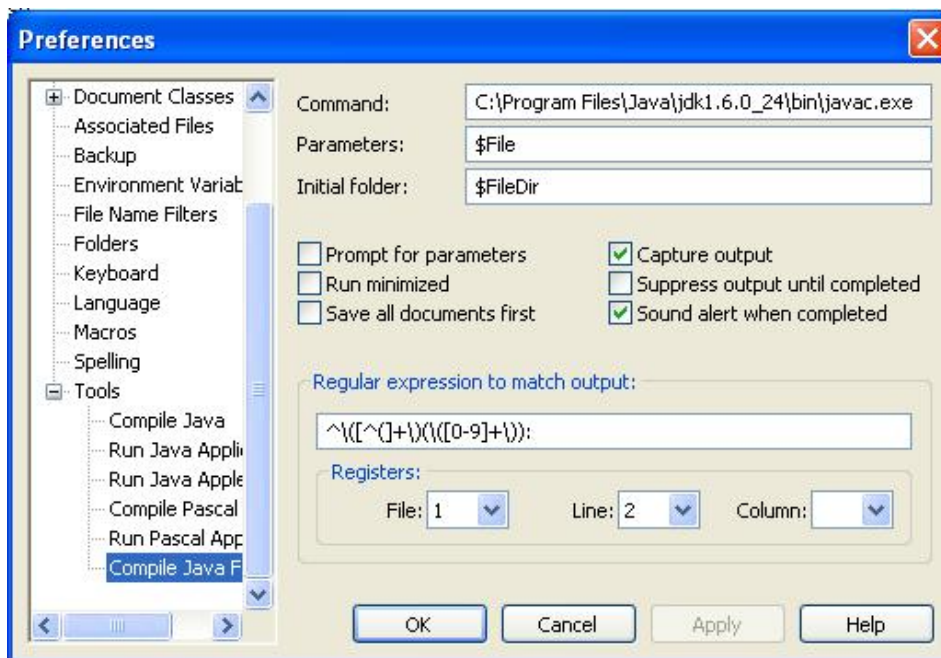 Preferences
Document Classes
Associated Files
Backup
Environment Variab
File Name Filters
Folders
Keyboard
Language
Macros
Spelling
Tools
Compile Java
Run Java Appli
Run Java Apple
Compile Pascal
Run Pascal App
Compile Java F
Command: C:\Program Files\Java\jdk1.6.0_24\bin\javac.exe
Parameters: $File
Initial folder: $FileDir
Prompt for parameters
Run minimized
Save all documents first
Capture output
Suppress output until completed
Sound alert when completed
Regular expression to match output:
^\([^(]+\)(\([0-9]+\)):
Registers:
File: 1 Line: 2 Column:
OK Cancel Apply Help